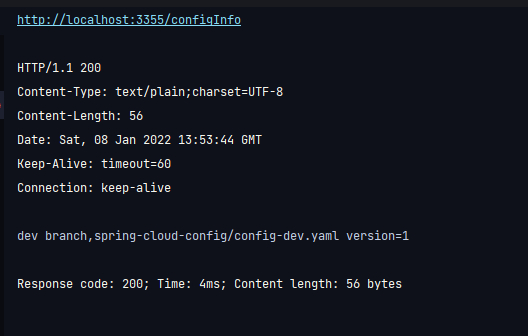 http://localhost:3355/configInfo
HTTP/1.1 200
Content-Type: text/plain;charset=UTF-8
Content-Length: 56
Date: Sat, 08 Jan 2022 13:53:44 GMT
Keep-Alive: timeout=60
Connection: keep-alive
dev branch,spring-cloud-config/config-dev.yaml version=1
Response code: 200; Time: 4ms; Content length: 56 bytes